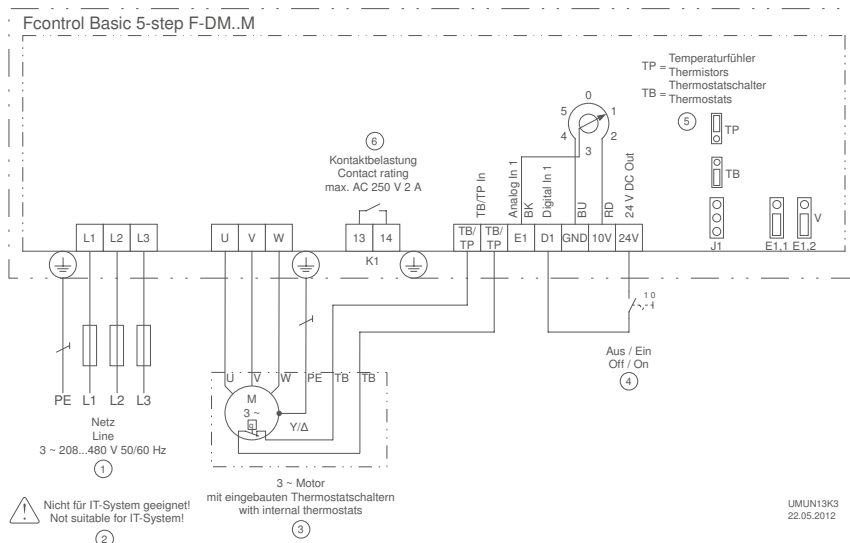 Fcontrol Basic 5-step F-DM..M
TP = Temperaturfühler
Thermistors
TB = Thermostatschalter
Thermostats
5
TP
TB
J1
E1,1 E1,2
V
0
1
2
3
4
5
6
Kontaktbelastung
Contact rating
max. AC 250 V 2 A
TB/TP In
Analog In 1
BK
Digital In 1
BU
RD
24 V DC Out
L1 L2 L3
U V W
13 14
K1
TB/TP TB/TP E1 D1 GND 10V 24V
1 0
Aus / Ein
Off / On
4
PE L1 L2 L3
Netz
Line
3 ~ 208...480 V 50/60 Hz
1
U V W PE TB TB
M
3 ~
Y/Δ
3 ~ Motor
mit eingebauten Thermostatschaltern
with internal thermostats
3
Nicht für IT-System geeignet!
Not suitable for IT-System!
2
UMUN13K3
22.05.2012